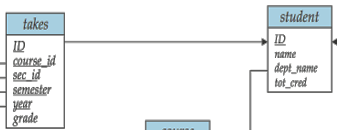 takes
ID
course_id
sec_id
semester
year
grade
student
ID
name
dept_name
tot_cred